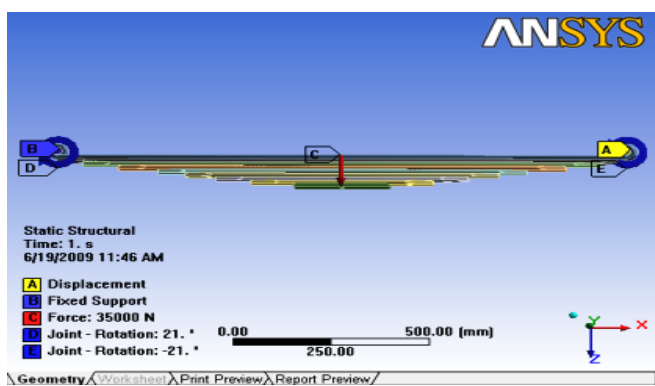 ANSYS
B
D
C
A
E
Static Structural
Time: 1. s
6/19/2009 11:46 AM
A Displacement
B Fixed Support
C Force: 35000 N
D Joint - Rotation: 21. °
E Joint - Rotation: -21. °
0.00 500.00 (mm)
250.00
Y X
Z
Geometry Worksheet Print Preview Report Preview